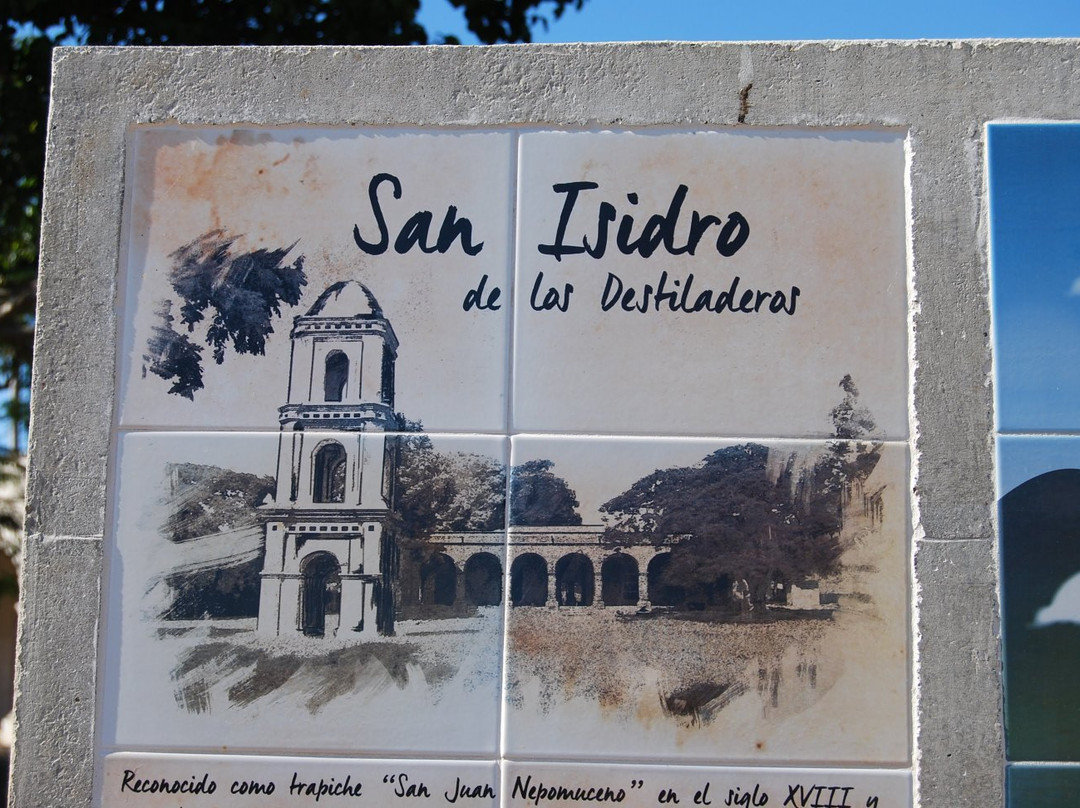 San Isidro
de los Destiladeros
Reconocido como trapiche “San Juan Nepomuceno” en el siglo XVIII y